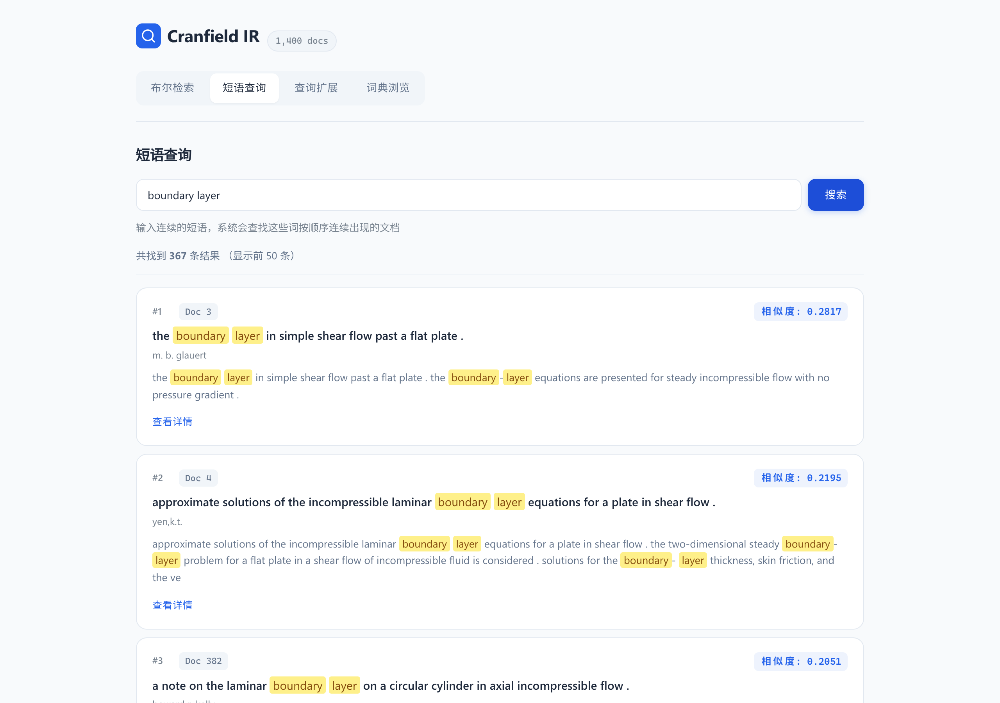 Cranfield IR 1,400 docs
布尔检索 短语查询 查询扩展 词典浏览
短语查询
boundary layer 搜索
输入连续的短语，系统会查找这些词按顺序连续出现的文档
共找到 367 条结果 （显示前 50 条）
#1 Doc 3 相似度: 0.2817
the boundary layer in simple shear flow past a flat plate .
m. b. glauert
the boundary layer in simple shear flow past a flat plate . the boundary-layer equations are presented for steady incompressible flow with no
pressure gradient .
查看详情
#2 Doc 4 相似度: 0.2195
approximate solutions of the incompressible laminar boundary layer equations for a plate in shear flow .
yen,k.t.
approximate solutions of the incompressible laminar boundary layer equations for a plate in shear flow . the two-dimensional steady boundary-
layer problem for a flat plate in a shear flow of incompressible fluid is considered . solutions for the boundary- layer thickness, skin friction, and
the ve
查看详情
#3 Doc 382 相似度: 0.2051
a note on the laminar boundary layer on a circular cylinder in axial incompressible flow .